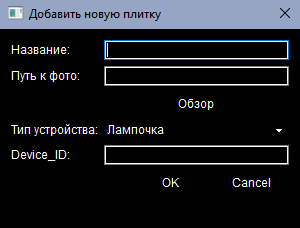 Добавить новую плитку
Название:
Путь к фото:
Обзор
Тип устройства: Лампочка
Device_ID:
OK Cancel